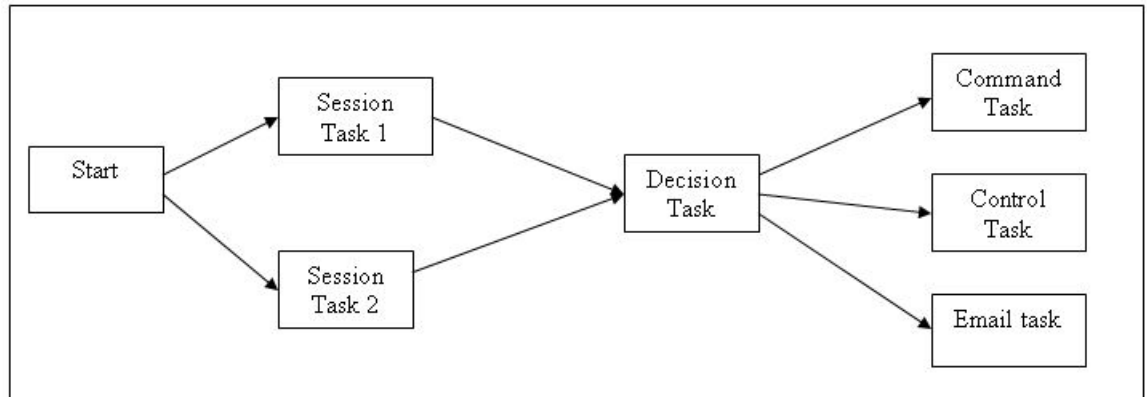 Start
Session
Task 1
Session
Task 2
Decision
Task
Command
Task
Control
Task
Email task